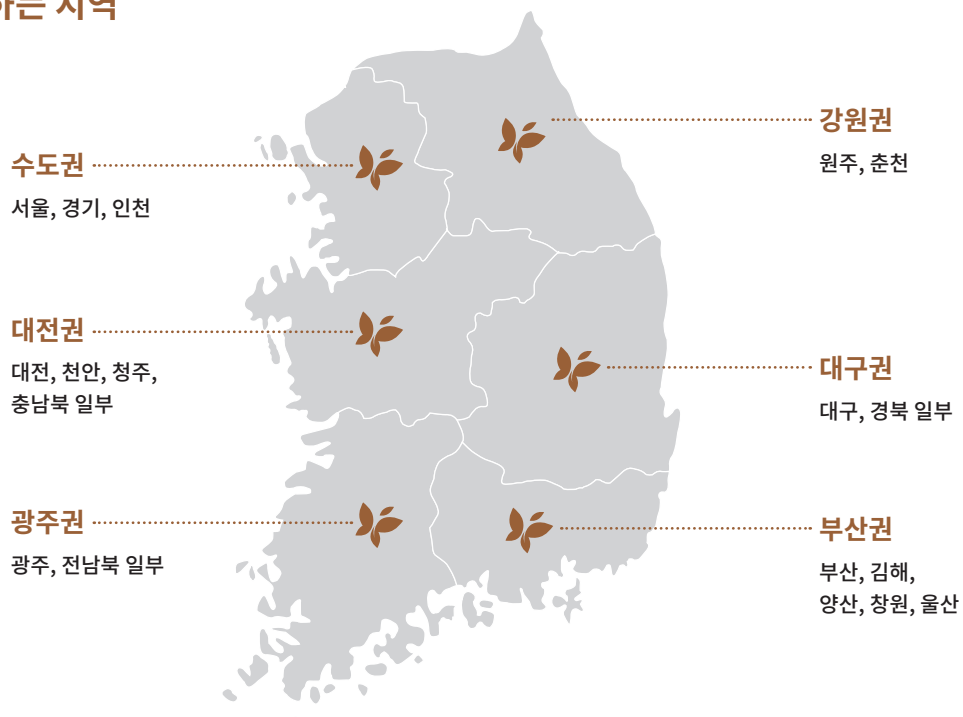 지역
수도권
서울, 경기, 인천
대전권
대전, 천안, 청주,
충남북 일부
광주권
광주, 전남북 일부
강원권
원주, 춘천
대구권
대구, 경북 일부
부산권
부산, 김해,
양산, 창원, 울산